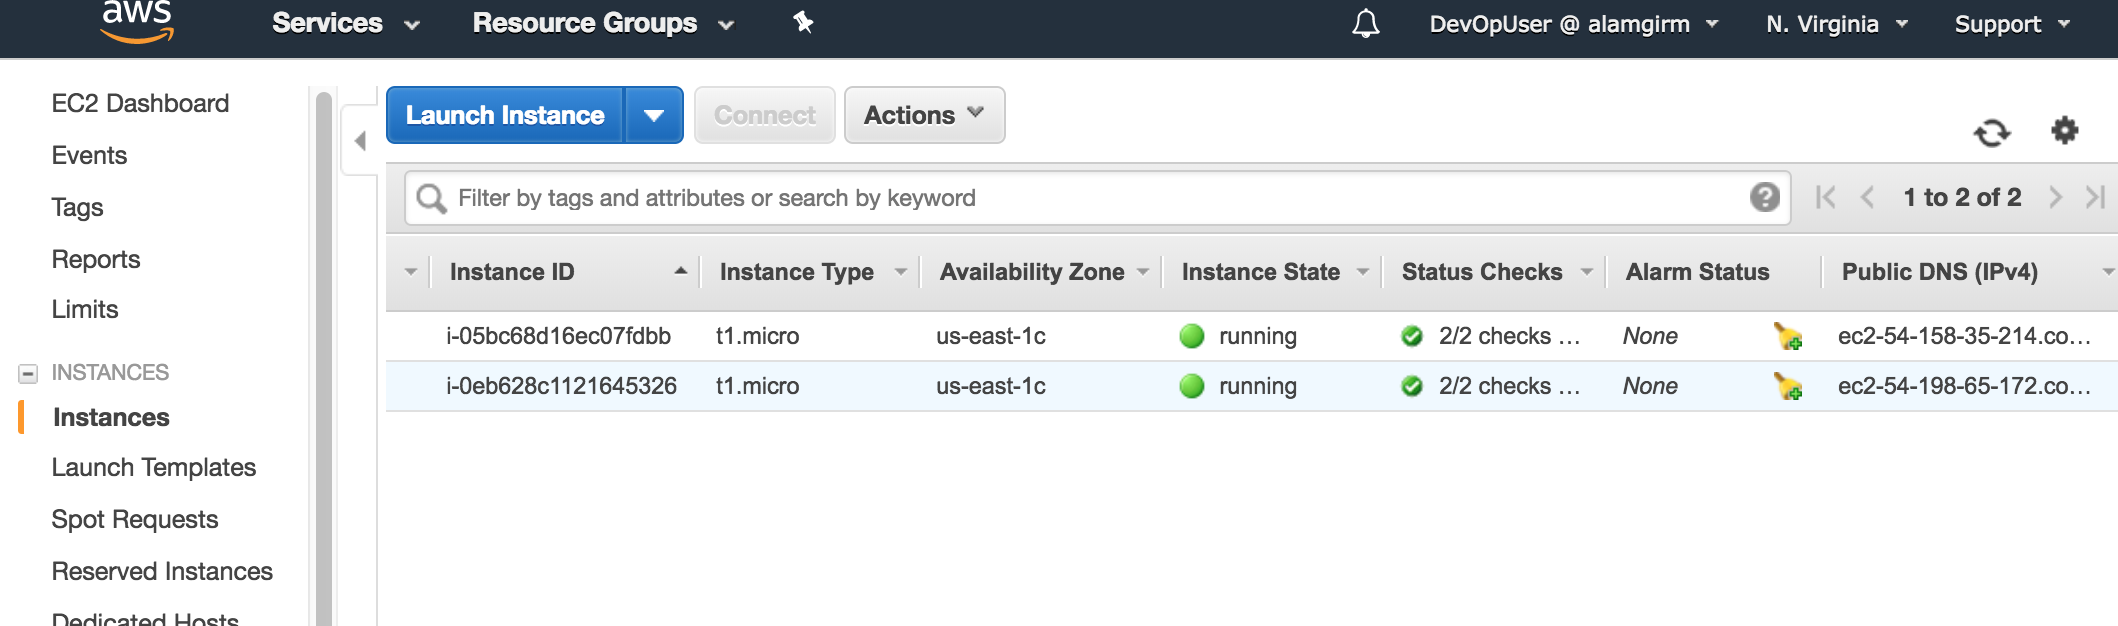 aws Services Resource Groups DevOpUser @ alamgirm N. Virginia Support
EC2 Dashboard
Events
Tags
Reports
Limits
INSTANCES
Instances
Launch Templates
Spot Requests
Reserved Instances
Dedicated Hosts
Launch Instance Connect Actions
Filter by tags and attributes or search by keyword ? 1 to 2 of 2
Instance ID Instance Type Availability Zone Instance State Status Checks Alarm Status Public DNS (IPv4)
i-05bc68d16ec07fdbb t1.micro us-east-1c running 2/2 checks ... None ec2-54-158-35-214.co...
i-0eb628c1121645326 t1.micro us-east-1c running 2/2 checks ... None ec2-54-198-65-172.co...